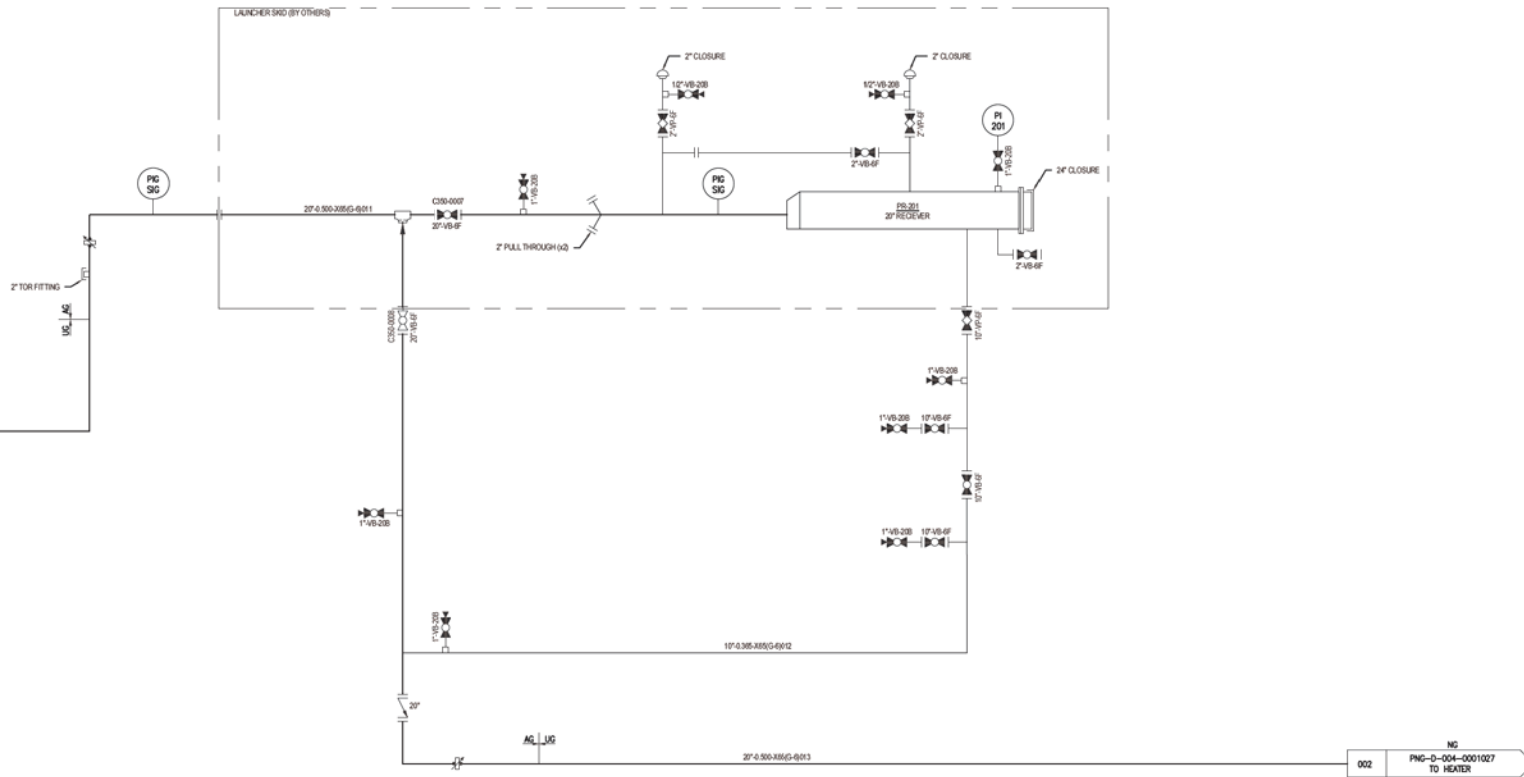 LAUNCHER SKID (BY OTHERS)
2" CLOSURE
2" CLOSURE
1/2"-VB-20B
1/2"-VB-20B
2"-VP-6F
2"-VP-6F
PI
201
1"-VB-20B
2"-VB-6F
24" CLOSURE
PIG
SIG
PIG
SIG
1"-VB-20B
C350-0007
20"-VB-6F
20"-0.500-X65(G-6)011
PR-201
20" RECIEVER
2" PULL THROUGH (x2)
2"-VB-6F
2" TOR FITTING
AG
UG
C350-0008
20"-VB-6F
10"-VP-6F
1"-VB-20B
1"-VB-20B
10"-VB-6F
10"-VB-6F
1"-VB-20B
1"-VB-20B
10"-VB-6F
1"-VB-20B
10"-0.365-X65(G-6)012
20"
AG
UG
20"-0.500-X65(G-6)013
NG
002
PNG-D-004-0001027
TO HEATER